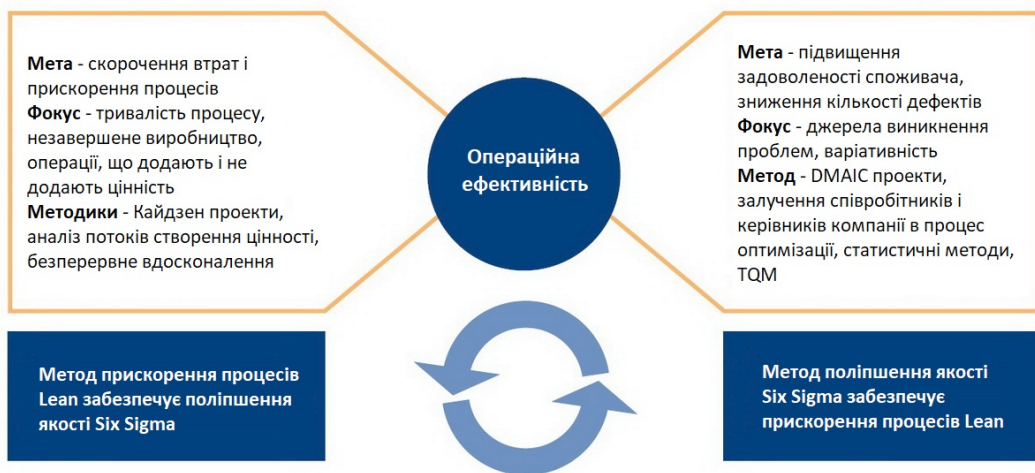 Мета - скорочення втрат і
прискорення процесів
Фокус - тривалість процесу,
незавершене виробництво,
операції, що додають і не
додають цінність
Методики - Кайдзен проекти,
аналіз потоків створення цінності,
безперервне вдосконалення
Операційна
ефективність
Мета - підвищення
задоволеності споживача,
зниження кількості дефектів
Фокус - джерела виникнення
проблем, варіативність
Метод - DMAIC проекти,
залучення співробітників і
керівників компанії в процес
оптимізації, статистичні методи,
TQM
Метод прискорення процесів
Lean забезпечує поліпшення
якості Six Sigma
Метод поліпшення якості
Six Sigma забезпечує
прискорення процесів Lean